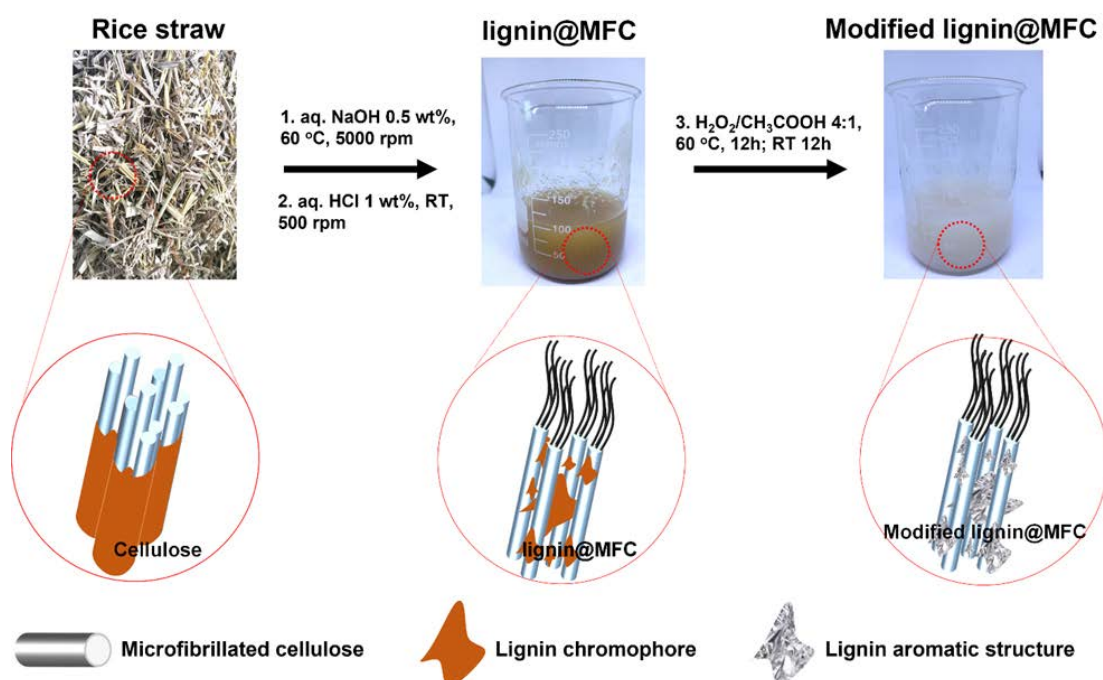 Rice straw
lignin@MFC
Modified lignin@MFC
1. aq. NaOH 0.5 wt%,
60 °C, 5000 rpm
2. aq. HCl 1 wt%, RT,
500 rpm
3. H₂O₂/CH₃COOH 4:1,
60 °C, 12h; RT 12h
250
150
100
50
Cellulose
lignin@MFC
Modified lignin@MFC
Microfibrillated cellulose
Lignin chromophore
Lignin aromatic structure